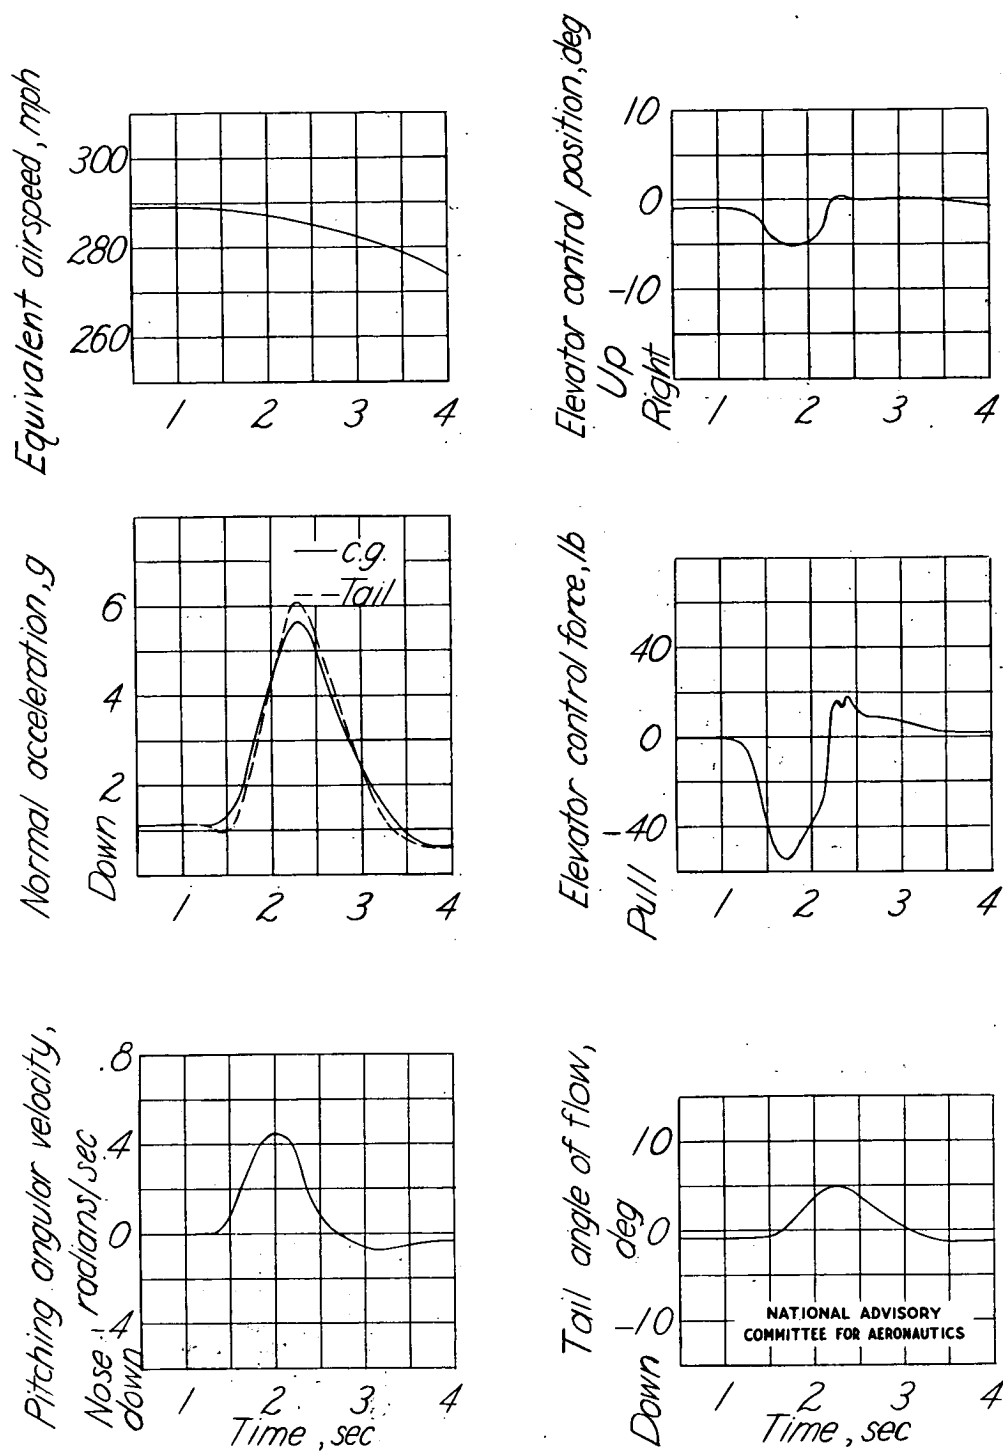 Equivalent airspeed, mph
300
280
260
1 2 3 4
Elevator control position, deg
Up
Right
10
0
-10
1 2 3 4
Normal acceleration, g
Down
6
4
2
c.g.
Tail
1 2 3 4
Elevator control force, lb
Pull
40
0
-40
1 2 3 4
Pitching angular velocity,
radians/sec
Nose
down
.8
.4
0
-.4
1 2 3 4
Time, sec
Tail angle of flow,
deg
Down
10
0
-10
NATIONAL ADVISORY
COMMITTEE FOR AERONAUTICS
1 2 3 4
Time, sec